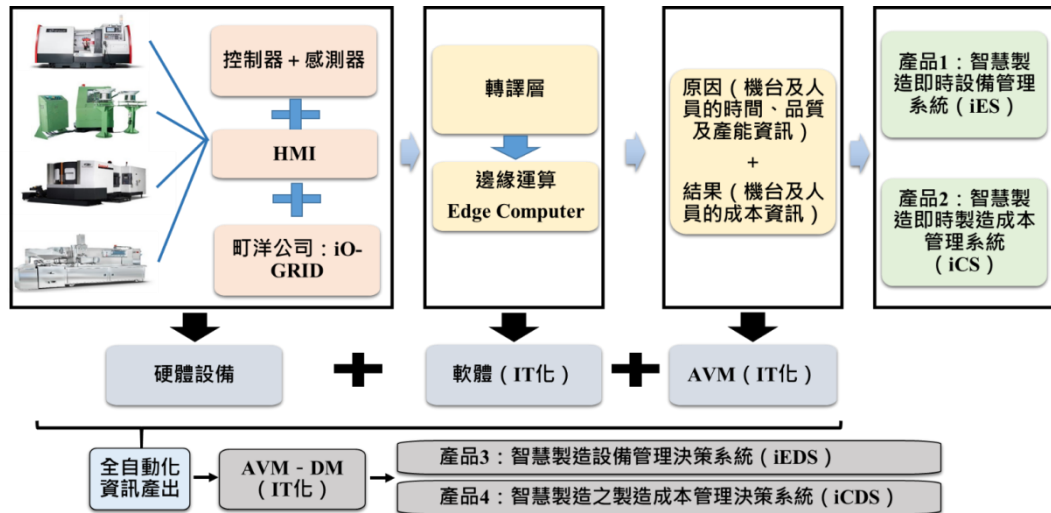 控制器＋感測器
HMI
町洋公司：iO-
GRID
轉譯層
邊緣運算
Edge Computer
原因（機台及人
員的時間、品質
及產能資訊）
+
結果（機台及人
員的成本資訊）
產品1：智慧製
造即時設備管理
系統（iES）
產品2：智慧製
造即時製造成本
管理系統
（iCS）
硬體設備
軟體（IT化）
AVM（IT化）
全自動化
資訊產出
AVM－DM
（IT化）
產品3：智慧製造設備管理決策系統（iEDS）
產品4：智慧製造之製造成本管理決策系統（iCDS）